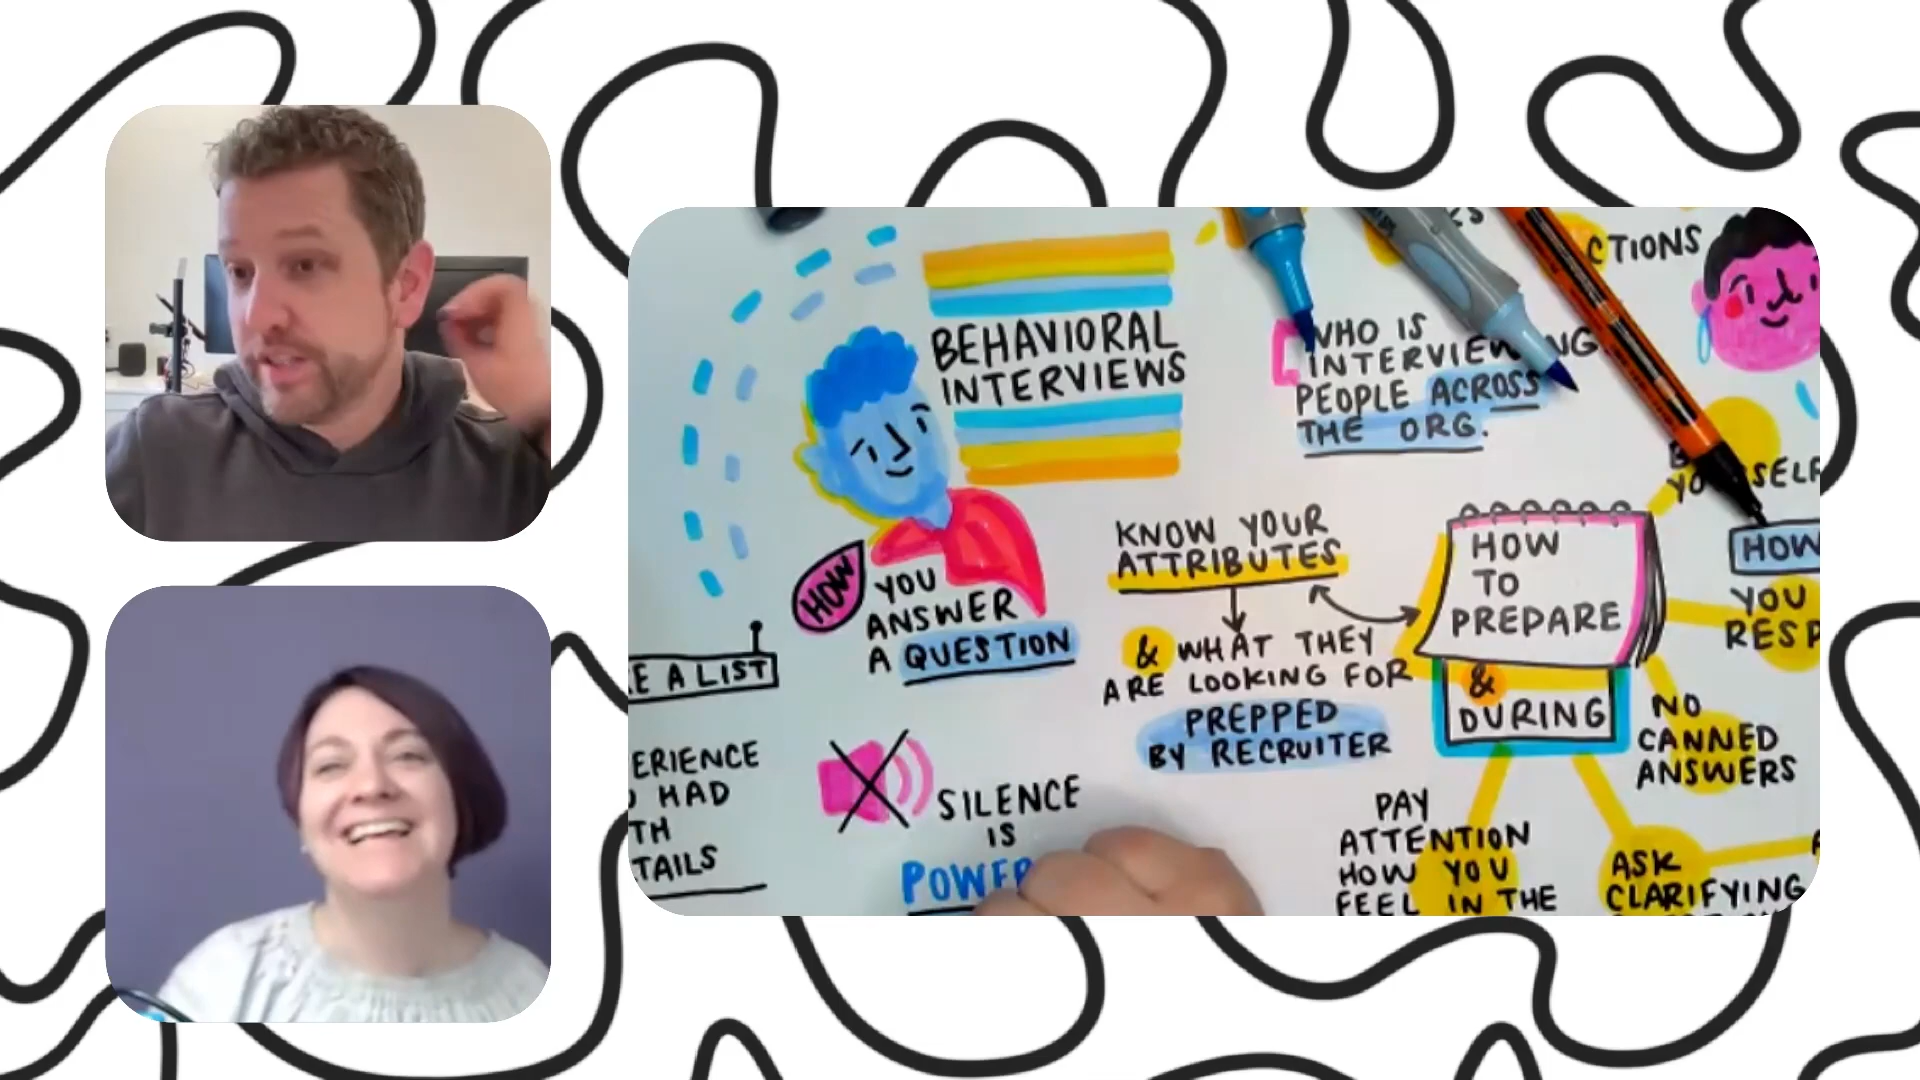 BEHAVIORAL
INTERVIEWS
HOW
YOU
ANSWER
A QUESTION
E A LIST
ERIENCE
HAD
TH
TAILS
SILENCE
IS
POWER
CTIONS
WHO IS
INTERVIEWING
PEOPLE ACROSS
THE ORG.
KNOW YOUR
ATTRIBUTES
& WHAT THEY
ARE LOOKING FOR
PREPPED
BY RECRUITER
HOW
TO
PREPARE
&
DURING
HOW
YOU
RESP
NO
CANNED
ANSWERS
PAY
ATTENTION
HOW YOU
FEEL IN THE
ASK
CLARIFYING